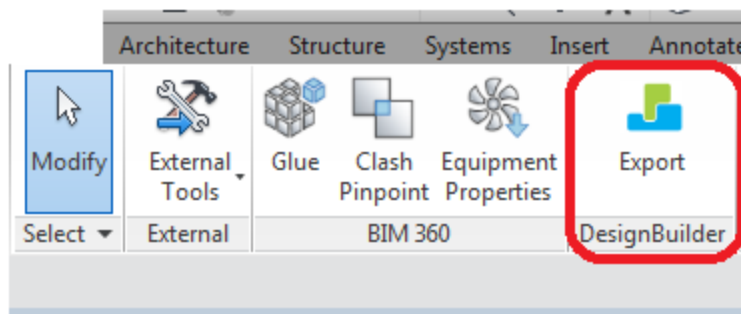 Architecture Structure Systems Insert Annotate
Modify External Tools Glue Clash Pinpoint Equipment Properties Export
Select External BIM 360 DesignBuilder